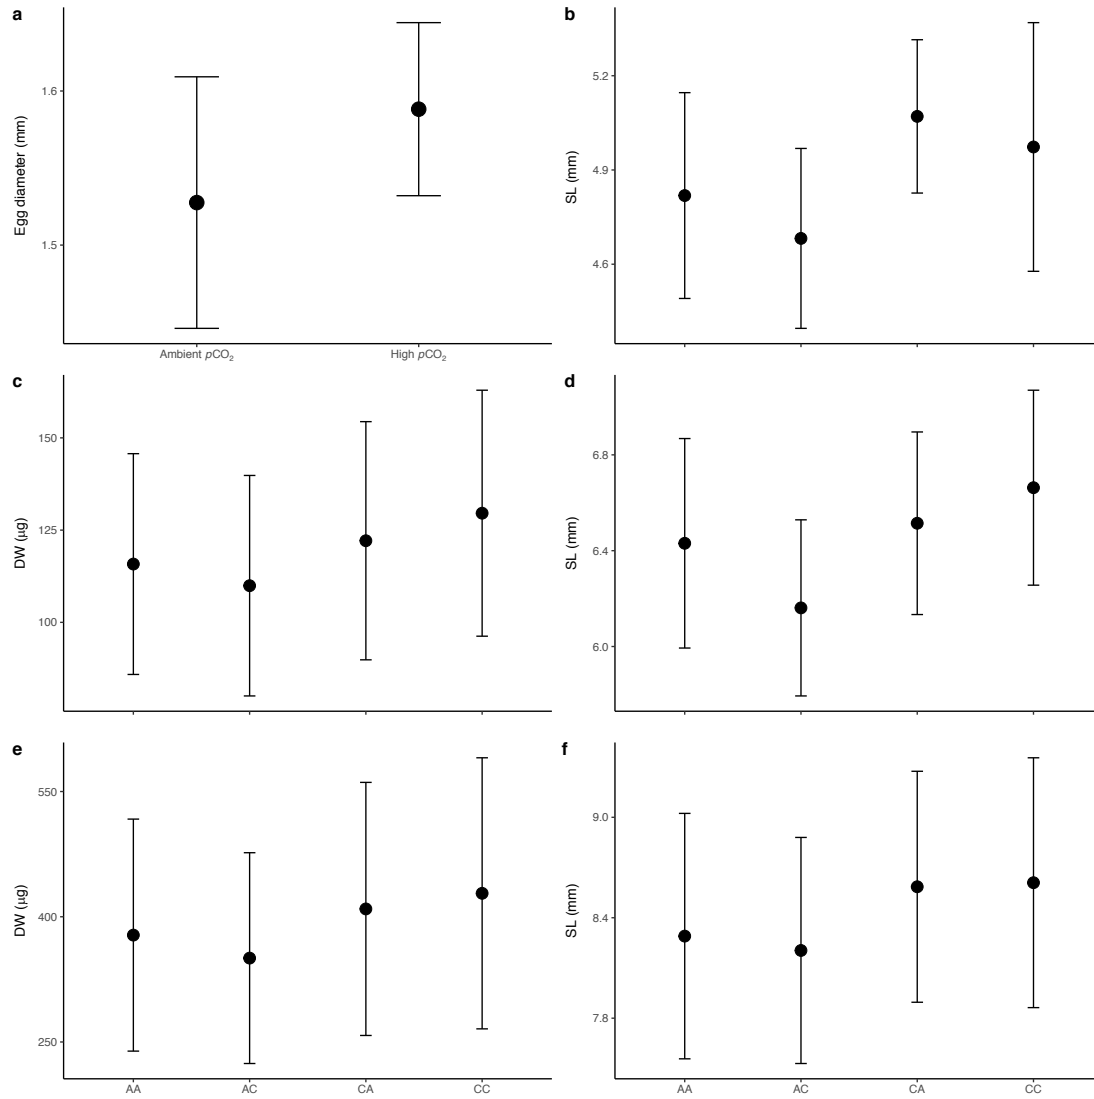 a
Egg diameter (mm)
1.6
1.5
Ambient pCO₂
High pCO₂
b
SL (mm)
5.2
4.9
4.6
c
DW (μg)
150
125
100
d
SL (mm)
6.8
6.4
6.0
e
DW (μg)
550
400
250
AA AC CA CC
f
SL (mm)
9.0
8.4
7.8
AA AC CA CC